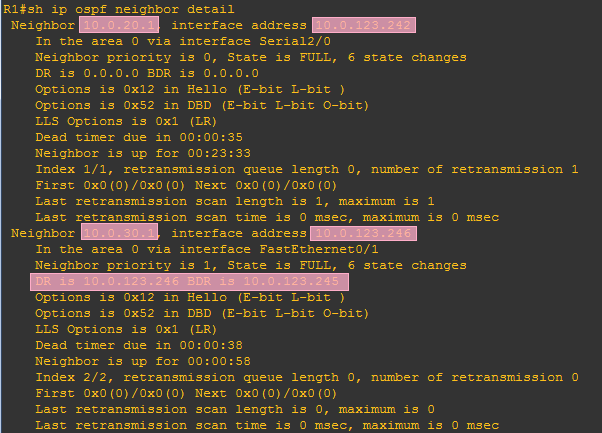 R1#sh ip ospf neighbor detail
Neighbor 10.0.20.1, interface address 10.0.123.242
In the area 0 via interface Serial2/0
Neighbor priority is 0, State is FULL, 6 state changes
DR is 0.0.0.0 BDR is 0.0.0.0
Options is 0x12 in Hello (E-bit L-bit )
Options is 0x52 in DBD (E-bit L-bit O-bit)
LLS Options is 0x1 (LR)
Dead timer due in 00:00:35
Neighbor is up for 00:23:33
Index 1/1, retransmission queue length 0, number of retransmission 1
First 0x0(0)/0x0(0) Next 0x0(0)/0x0(0)
Last retransmission scan length is 1, maximum is 1
Last retransmission scan time is 0 msec, maximum is 0 msec
Neighbor 10.0.30.1, interface address 10.0.123.246
In the area 0 via interface FastEthernet0/1
Neighbor priority is 1, State is FULL, 6 state changes
DR is 10.0.123.246 BDR is 10.0.123.245
Options is 0x12 in Hello (E-bit L-bit )
Options is 0x52 in DBD (E-bit L-bit O-bit)
LLS Options is 0x1 (LR)
Dead timer due in 00:00:38
Neighbor is up for 00:00:58
Index 2/2, retransmission queue length 0, number of retransmission 0
First 0x0(0)/0x0(0) Next 0x0(0)/0x0(0)
Last retransmission scan length is 0, maximum is 0
Last retransmission scan time is 0 msec, maximum is 0 msec